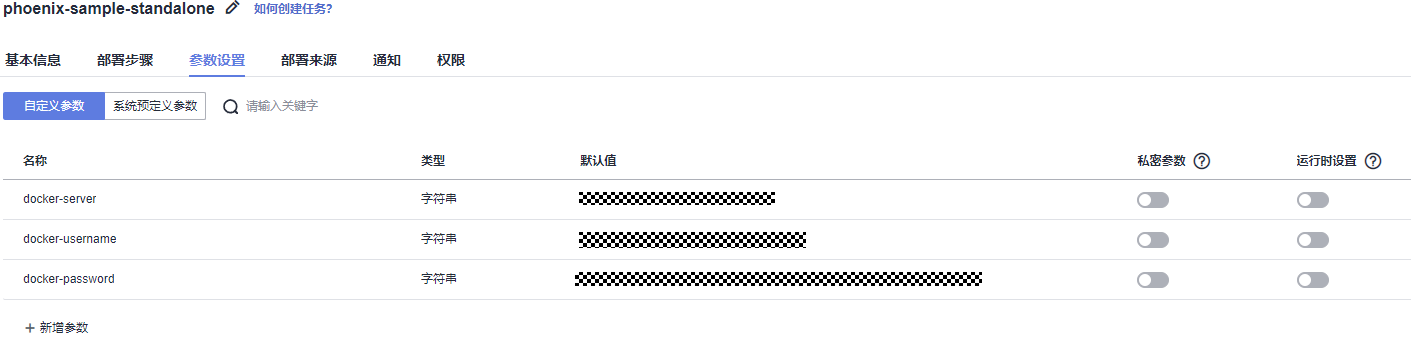 phoenix-sample-standalone 如何创建任务?
基本信息 部署步骤 参数设置 部署来源 通知 权限
自定义参数 系统预定义参数 请输入关键字
名称 类型 默认值 私密参数 ? 运行时设置 ?
docker-server 字符串
docker-username 字符串
docker-password 字符串
+ 新增参数